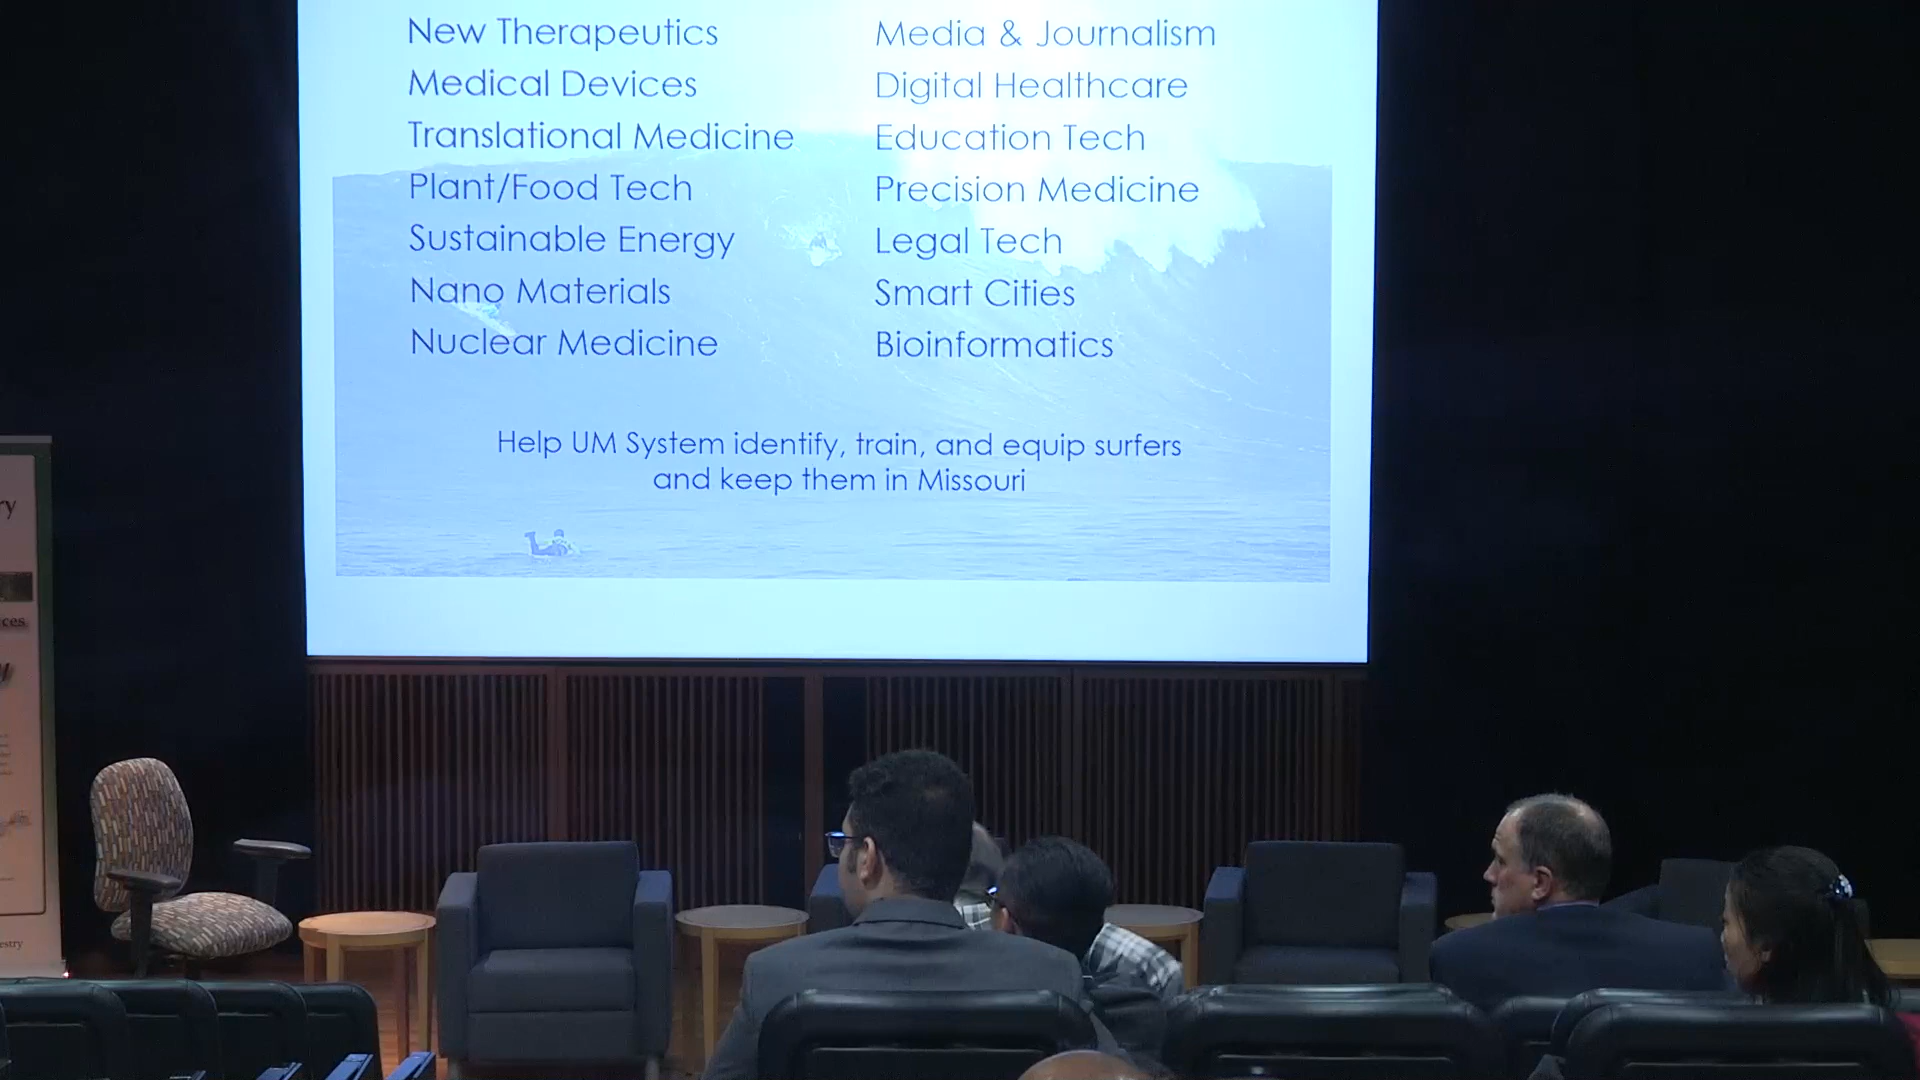 New Therapeutics
Medical Devices
Translational Medicine
Plant/Food Tech
Sustainable Energy
Nano Materials
Nuclear Medicine
Media & Journalism
Digital Healthcare
Education Tech
Precision Medicine
Legal Tech
Smart Cities
Bioinformatics
Help UM System identify, train, and equip surfers
and keep them in Missouri